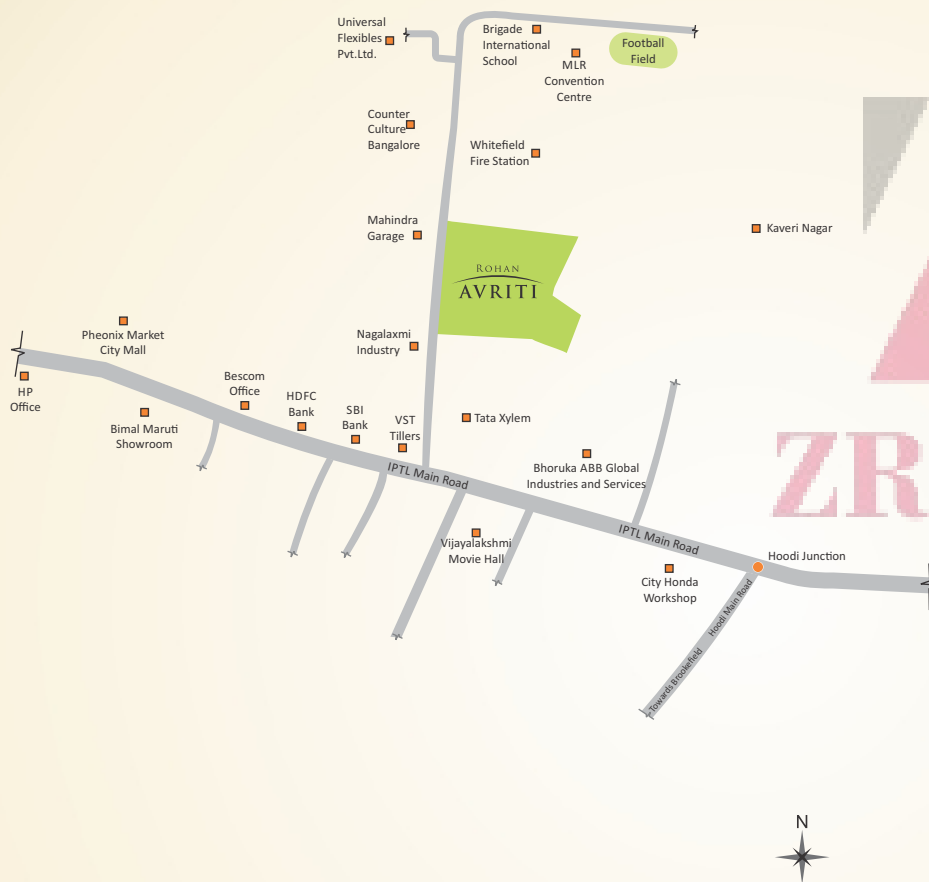 Universal
Flexibles
Pvt.Ltd.
Brigade
International
School
MLR
Convention
Centre
Football
Field
Counter
Culture
Bangalore
Whitefield
Fire Station
Mahindra
Garage
Kaveri Nagar
ROHAN
AVRITI
Nagalaxmi
Industry
Pheonix Market
City Mall
HP
Office
Bimal Maruti
Showroom
Bescom
Office
HDFC
Bank
SBI
Bank
VST
Tillers
Tata Xylem
Bhoruka ABB Global
Industries and Services
IPTL Main Road
IPTL Main Road
Vijayalakshmi
Movie Hall
City Honda
Workshop
Hoodi Junction
Hoodi Main Road
Towards Brookefield
ZR
N